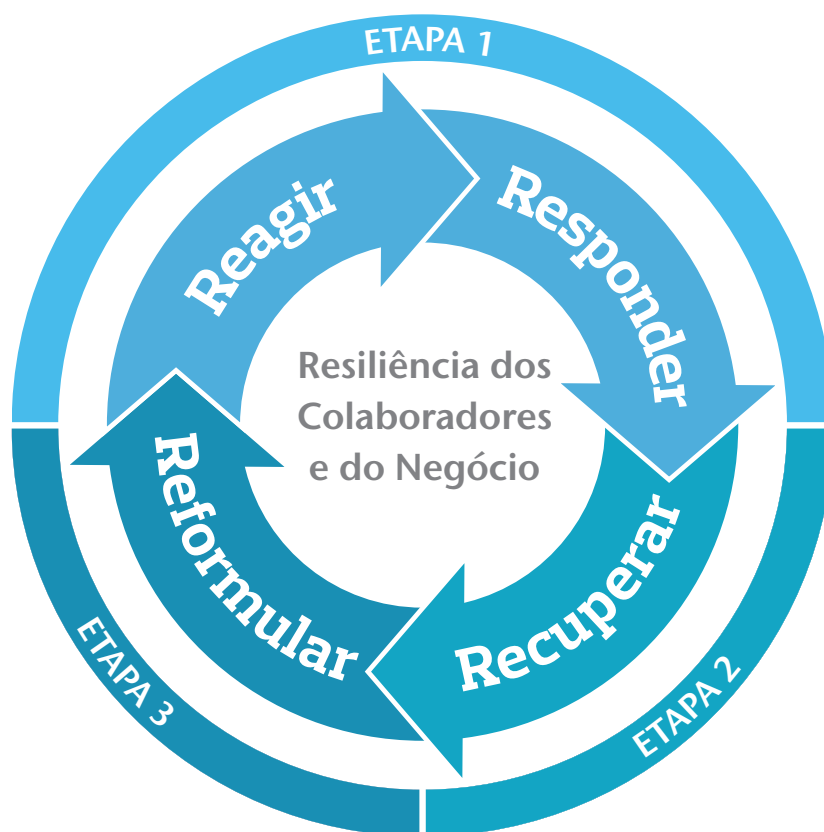 ETAPA 1
Reagir
Responder
Resiliência dos
Colaboradores
e do Negócio
Reformular
Recuperar
ETAPA 3
ETAPA 2